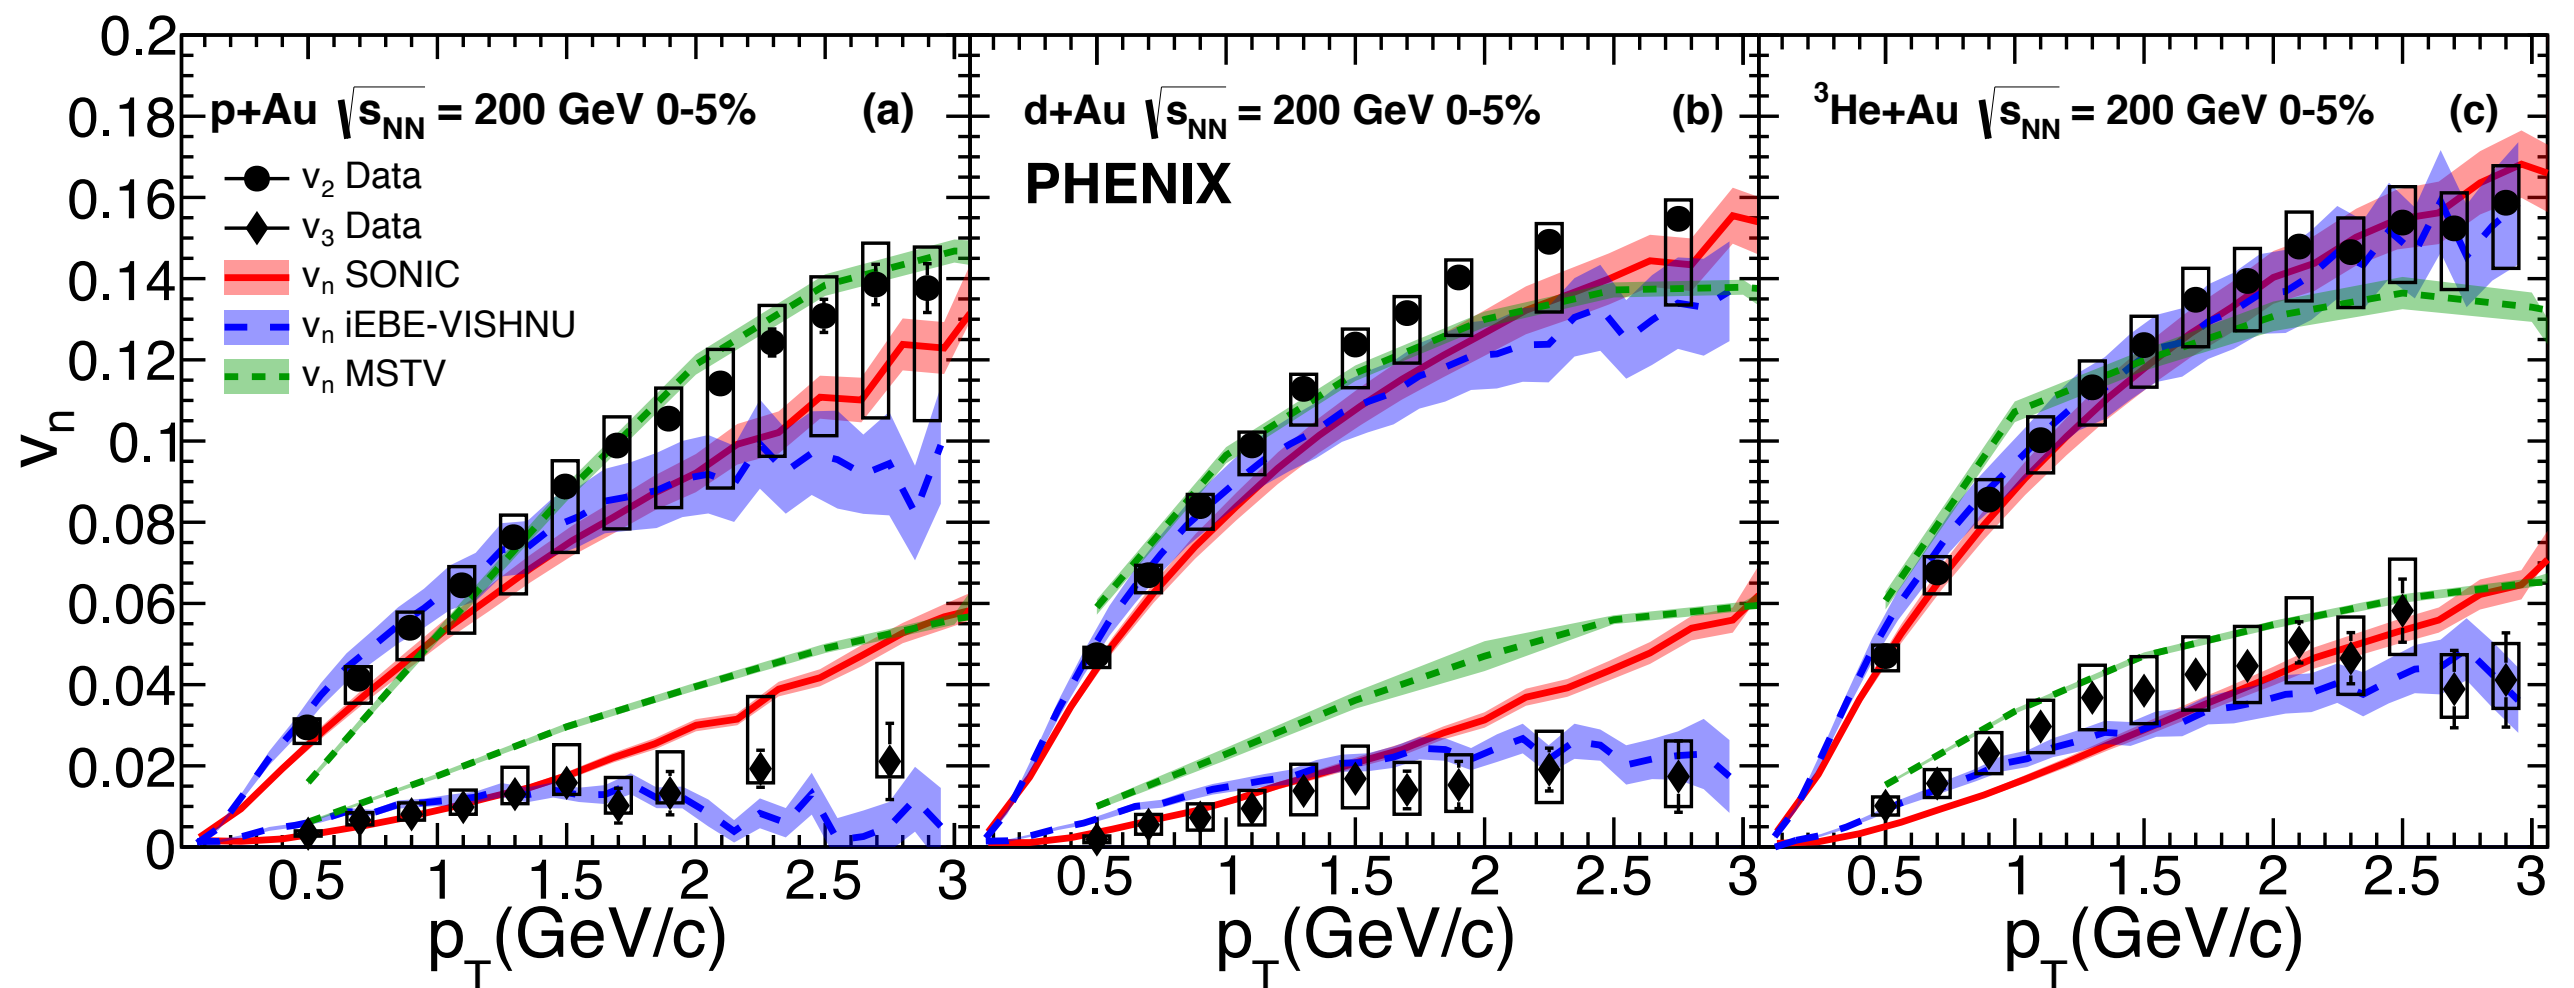 p+Au √sNN = 200 GeV 0-5% (a)
v2 Data
v3 Data
vn SONIC
vn iEBE-VISHNU
vn MSTV
d+Au √sNN = 200 GeV 0-5% (b)
PHENIX
3He+Au √sNN = 200 GeV 0-5% (c)
vn
0.2
0.18
0.16
0.14
0.12
0.1
0.08
0.06
0.04
0.02
0
0.5 1 1.5 2 2.5 3
0.5 1 1.5 2 2.5 3
0.5 1 1.5 2 2.5 3
pT(GeV/c)
pT(GeV/c)
pT(GeV/c)